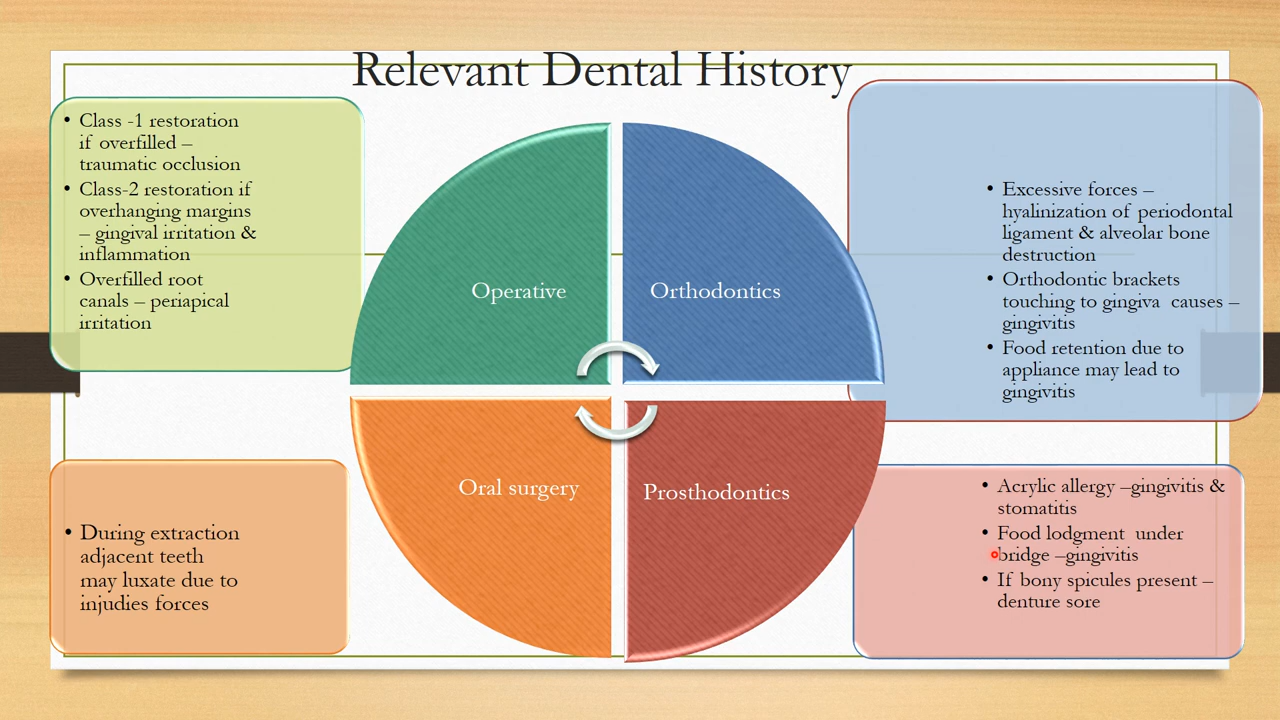 Relevant Dental History
• Class -1 restoration
if overfilled –
traumatic occlusion
• Class-2 restoration if
overhanging margins
– gingival irritation &
inflammation
• Overfilled root
canals – periapical
irritation
Operative
Orthodontics
• Excessive forces –
hyalinization of periodontal
ligament & alveolar bone
destruction
• Orthodontic brackets
touching to gingiva causes –
gingivitis
• Food retention due to
appliance may lead to
gingivitis
Oral surgery
Prosthodontics
• During extraction
adjacent teeth
may luxate due to
injudies forces
• Acrylic allergy –gingivitis &
stomatitis
• Food lodgment under
bridge –gingivitis
• If bony spicules present –
denture sore